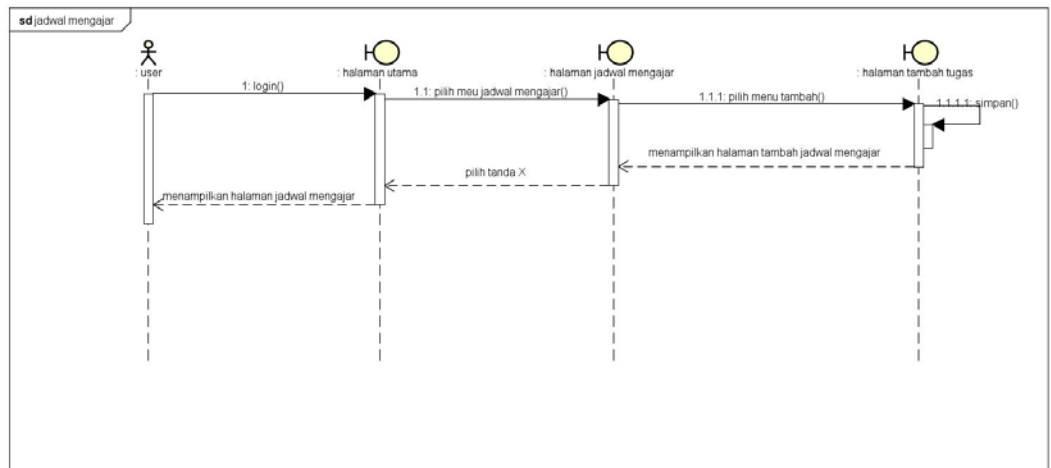 sd jadwal mengajar
: user
: halaman utama
: halaman jadwal mengajar
: halaman tambah tugas
1: login()
1.1: pilih meu jadwal mengajar()
1.1.1: pilih menu tambah()
1.1.1.1: simpan()
menampilkan halaman tambah jadwal mengajar
pilih tanda X
menampilkan halaman jadwal mengajar